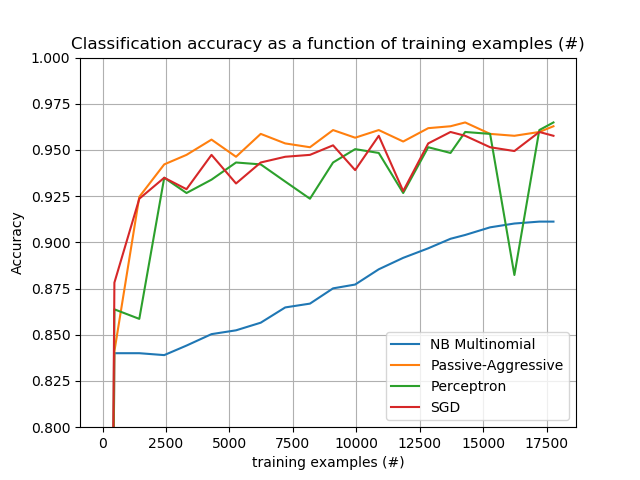 Classification accuracy as a function of training examples (#)
1.000
0.975
0.950
0.925
0.900
0.875
0.850
0.825
0.800
Accuracy
NB Multinomial
Passive-Aggressive
Perceptron
SGD
0 2500 5000 7500 10000 12500 15000 17500
training examples (#)